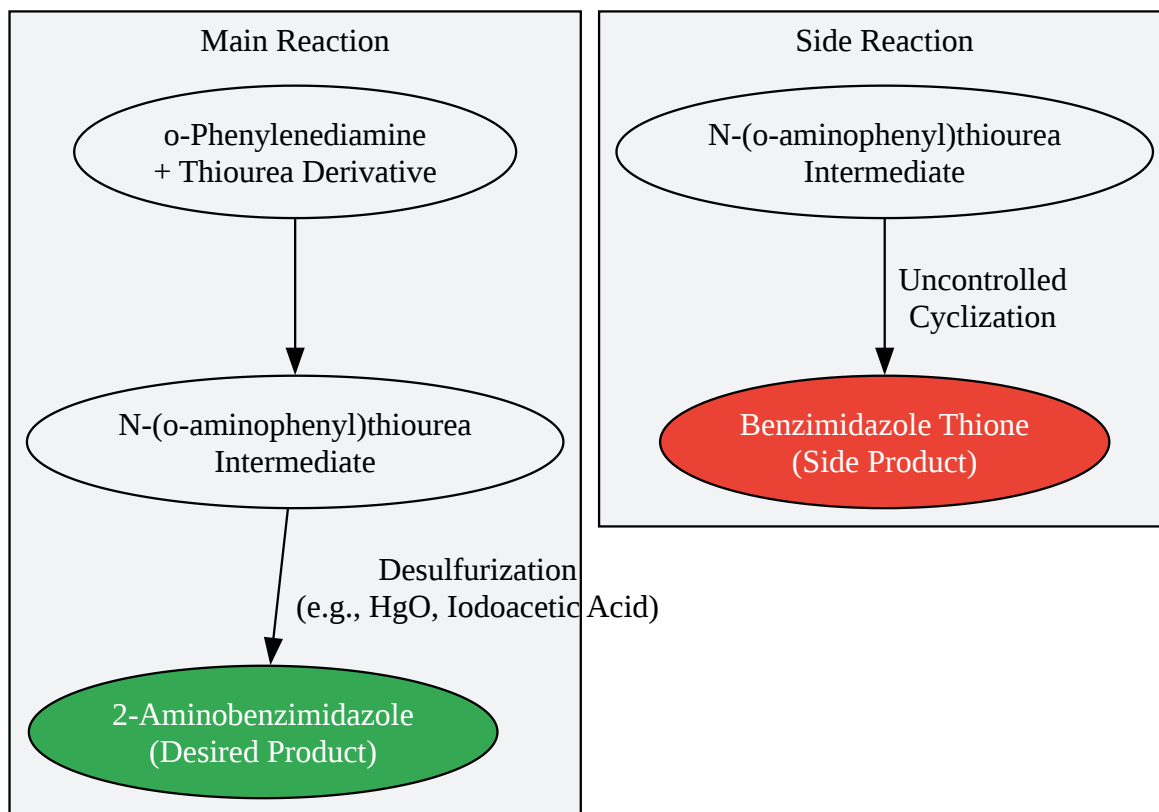 Main Reaction
o-Phenylenediamine
+ Thiourea Derivative
N-(o-aminophenyl)thiourea
Intermediate
Desulfurization
(e.g., HgO, Iodoacetic Acid)
2-Aminobenzimidazole
(Desired Product)
Side Reaction
N-(o-aminophenyl)thiourea
Intermediate
Uncontrolled
Cyclization
Benzimidazole Thione
(Side Product)